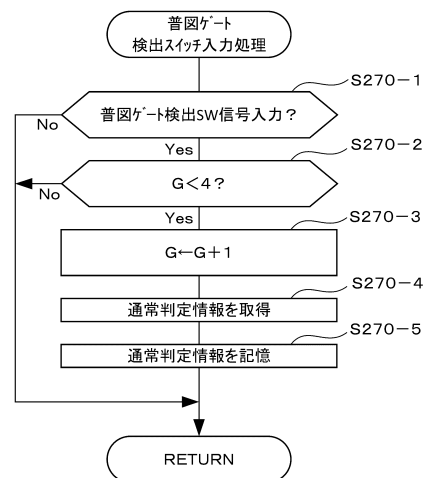 普図ゲート
検出スイッチ入力処理
S270-1
普図ゲート検出SW信号入力？
No
Yes
S270-2
G＜4？
No
Yes
S270-3
G←G＋1
S270-4
通常判定情報を取得
S270-5
通常判定情報を記憶
RETURN